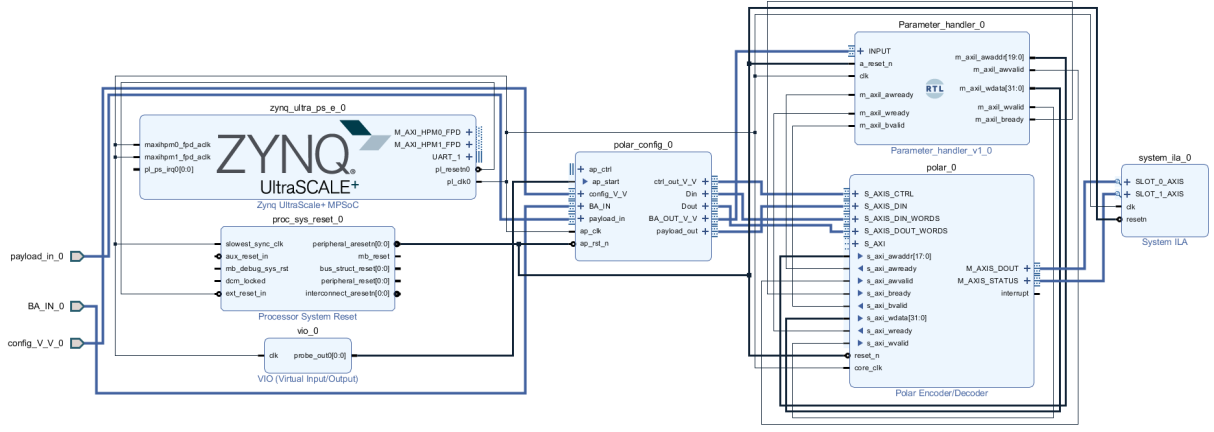 payload_in_0
BA_IN_0
config_V_V_0
zynq_ultra_ps_e_0
maxihpm0_fpd_aclk
maxihpm1_fpd_aclk
pl_ps_irq0[0:0]
ZYNQ
UltraSCALE+
M_AXI_HPM0_FPD
M_AXI_HPM1_FPD
UART_1
pl_resetn0
pl_clk0
Zynq UltraScale+ MPSoC
proc_sys_reset_0
slowest_sync_clk
aux_reset_in
mb_debug_sys_rst
dcm_locked
ext_reset_in
peripheral_aresetn[0:0]
mb_reset
bus_struct_reset[0:0]
peripheral_reset[0:0]
interconnect_aresetn[0:0]
Processor System Reset
vio_0
clk
probe_out0[0:0]
VIO (Virtual Input/Output)
polar_config_0
ap_ctrl
ap_start
config_V_V
BA_IN
payload_in
ap_clk
ap_rst_n
ctrl_out_V_V
Din
Dout
BA_OUT_V_V
payload_out
Parameter_handler_0
INPUT
a_reset_n
clk
m_axil_awready
m_axil_wready
m_axil_bvalid
RTL
m_axil_awaddr[19:0]
m_axil_awvalid
m_axil_wdata[31:0]
m_axil_wvalid
m_axil_bready
Parameter_handler_v1_0
polar_0
S_AXIS_CTRL
S_AXIS_DIN
S_AXIS_DIN_WORDS
S_AXIS_DOUT_WORDS
S_AXI
s_axi_awaddr[17:0]
s_axi_awready
s_axi_awvalid
s_axi_bready
s_axi_bvalid
s_axi_wdata[31:0]
s_axi_wready
s_axi_wvalid
reset_n
core_clk
M_AXIS_DOUT
M_AXIS_STATUS
interrupt
Polar Encoder/Decoder
system_ila_0
SLOT_0_AXIS
SLOT_1_AXIS
clk
resetn
System ILA